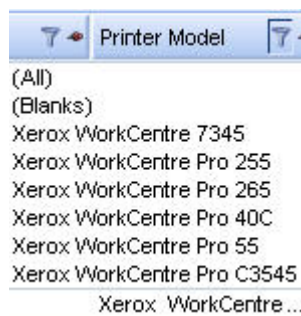 Printer Model
(All)
(Blanks)
Xerox WorkCentre 7345
Xerox WorkCentre Pro 255
Xerox WorkCentre Pro 265
Xerox WorkCentre Pro 40C
Xerox WorkCentre Pro 55
Xerox WorkCentre Pro C3545
Xerox WorkCentre...